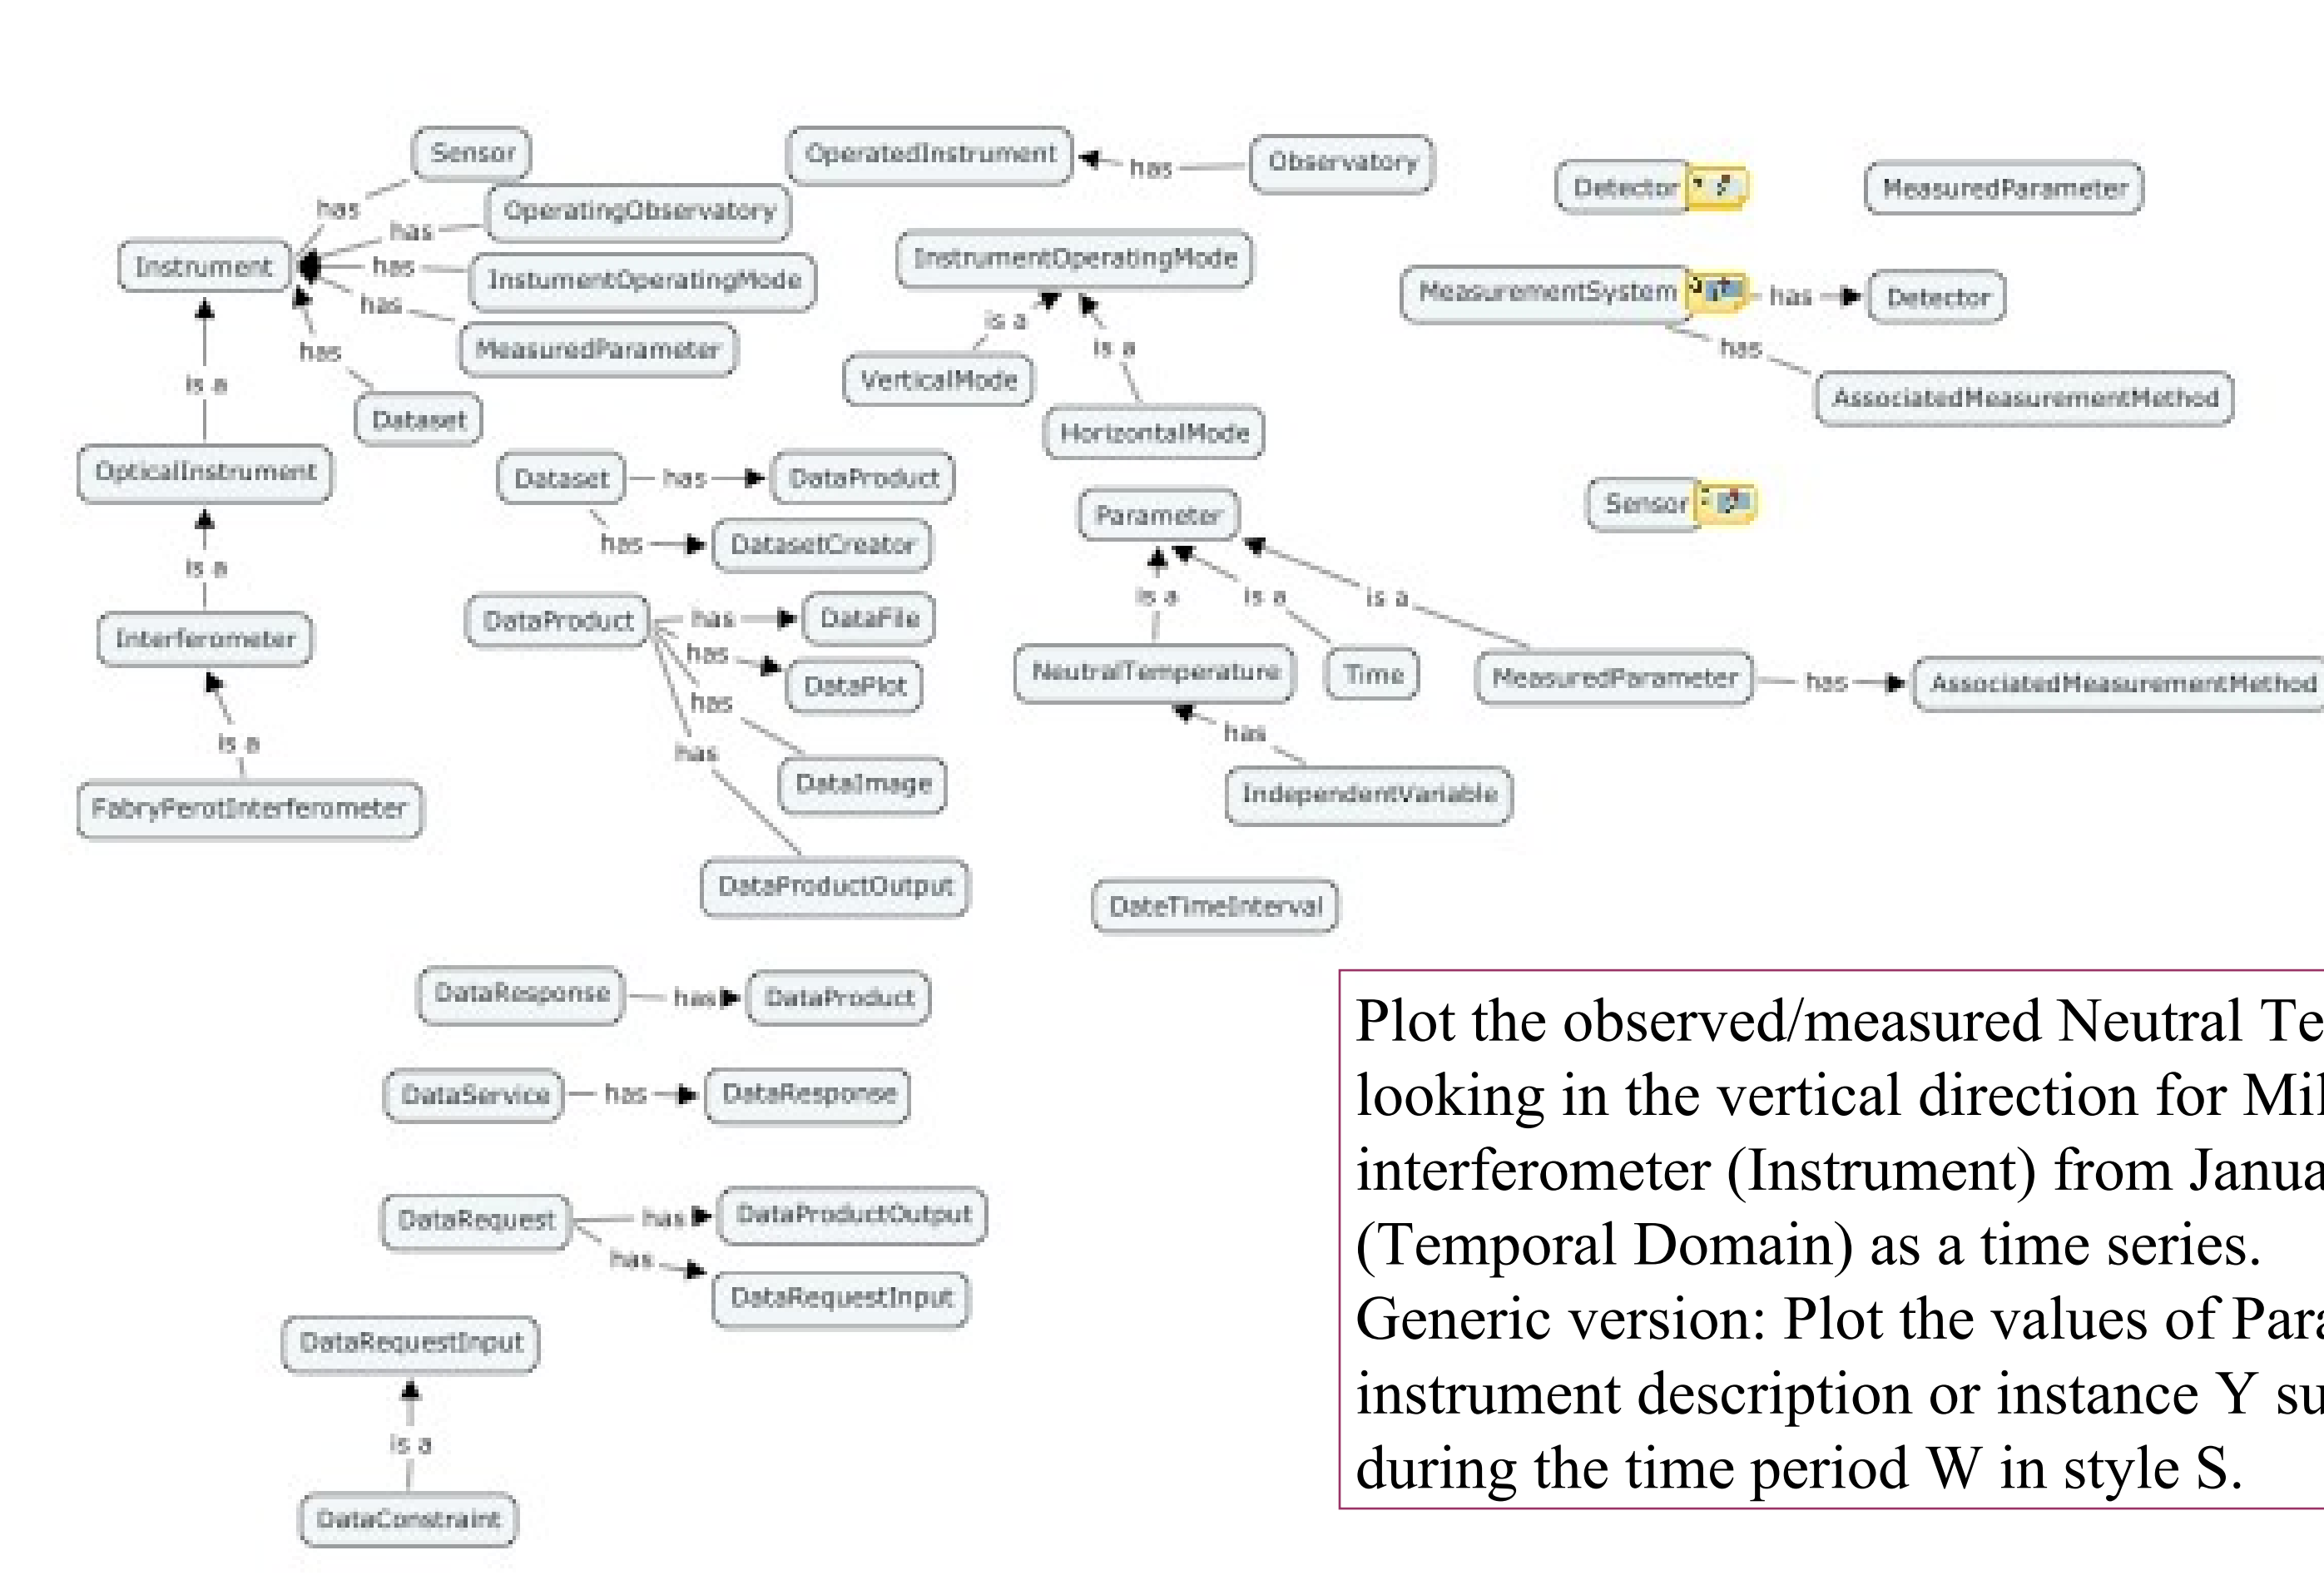 Sensor
has
OperatingObservatory
has
Instrument
has
InstumentOperatingMode
has
MeasuredParameter
has
Dataset
is a
OpticalInstrument
is a
Interferometer
is a
FabryPerotInterferometer
OperatedInstrument
has
Observatory
InstrumentOperatingMode
is a
is a
VerticalMode
HorizontalMode
Detector
MeasuredParameter
MeasurementSystem
has
Detector
has
AssociatedMeasurementMethod
Sensor
Dataset
has
DataProduct
has
DatasetCreator
DataProduct
has
DataFile
has
DataPlot
has
DataImage
has
DataProductOutput
Parameter
is a
is a
is a
NeutralTemperature
Time
MeasuredParameter
has
AssociatedMeasurementMethod
has
IndependentVariable
DateTimeInterval
DataResponse
has
DataProduct
DataService
has
DataResponse
DataRequest
has
DataProductOutput
has
DataRequestInput
DataRequestInput
is a
DataConstraint
Plot the observed/measured Neutral Te
looking in the vertical direction for Mil
interferometer (Instrument) from Janua
(Temporal Domain) as a time series.
Generic version: Plot the values of Para
instrument description or instance Y su
during the time period W in style S.